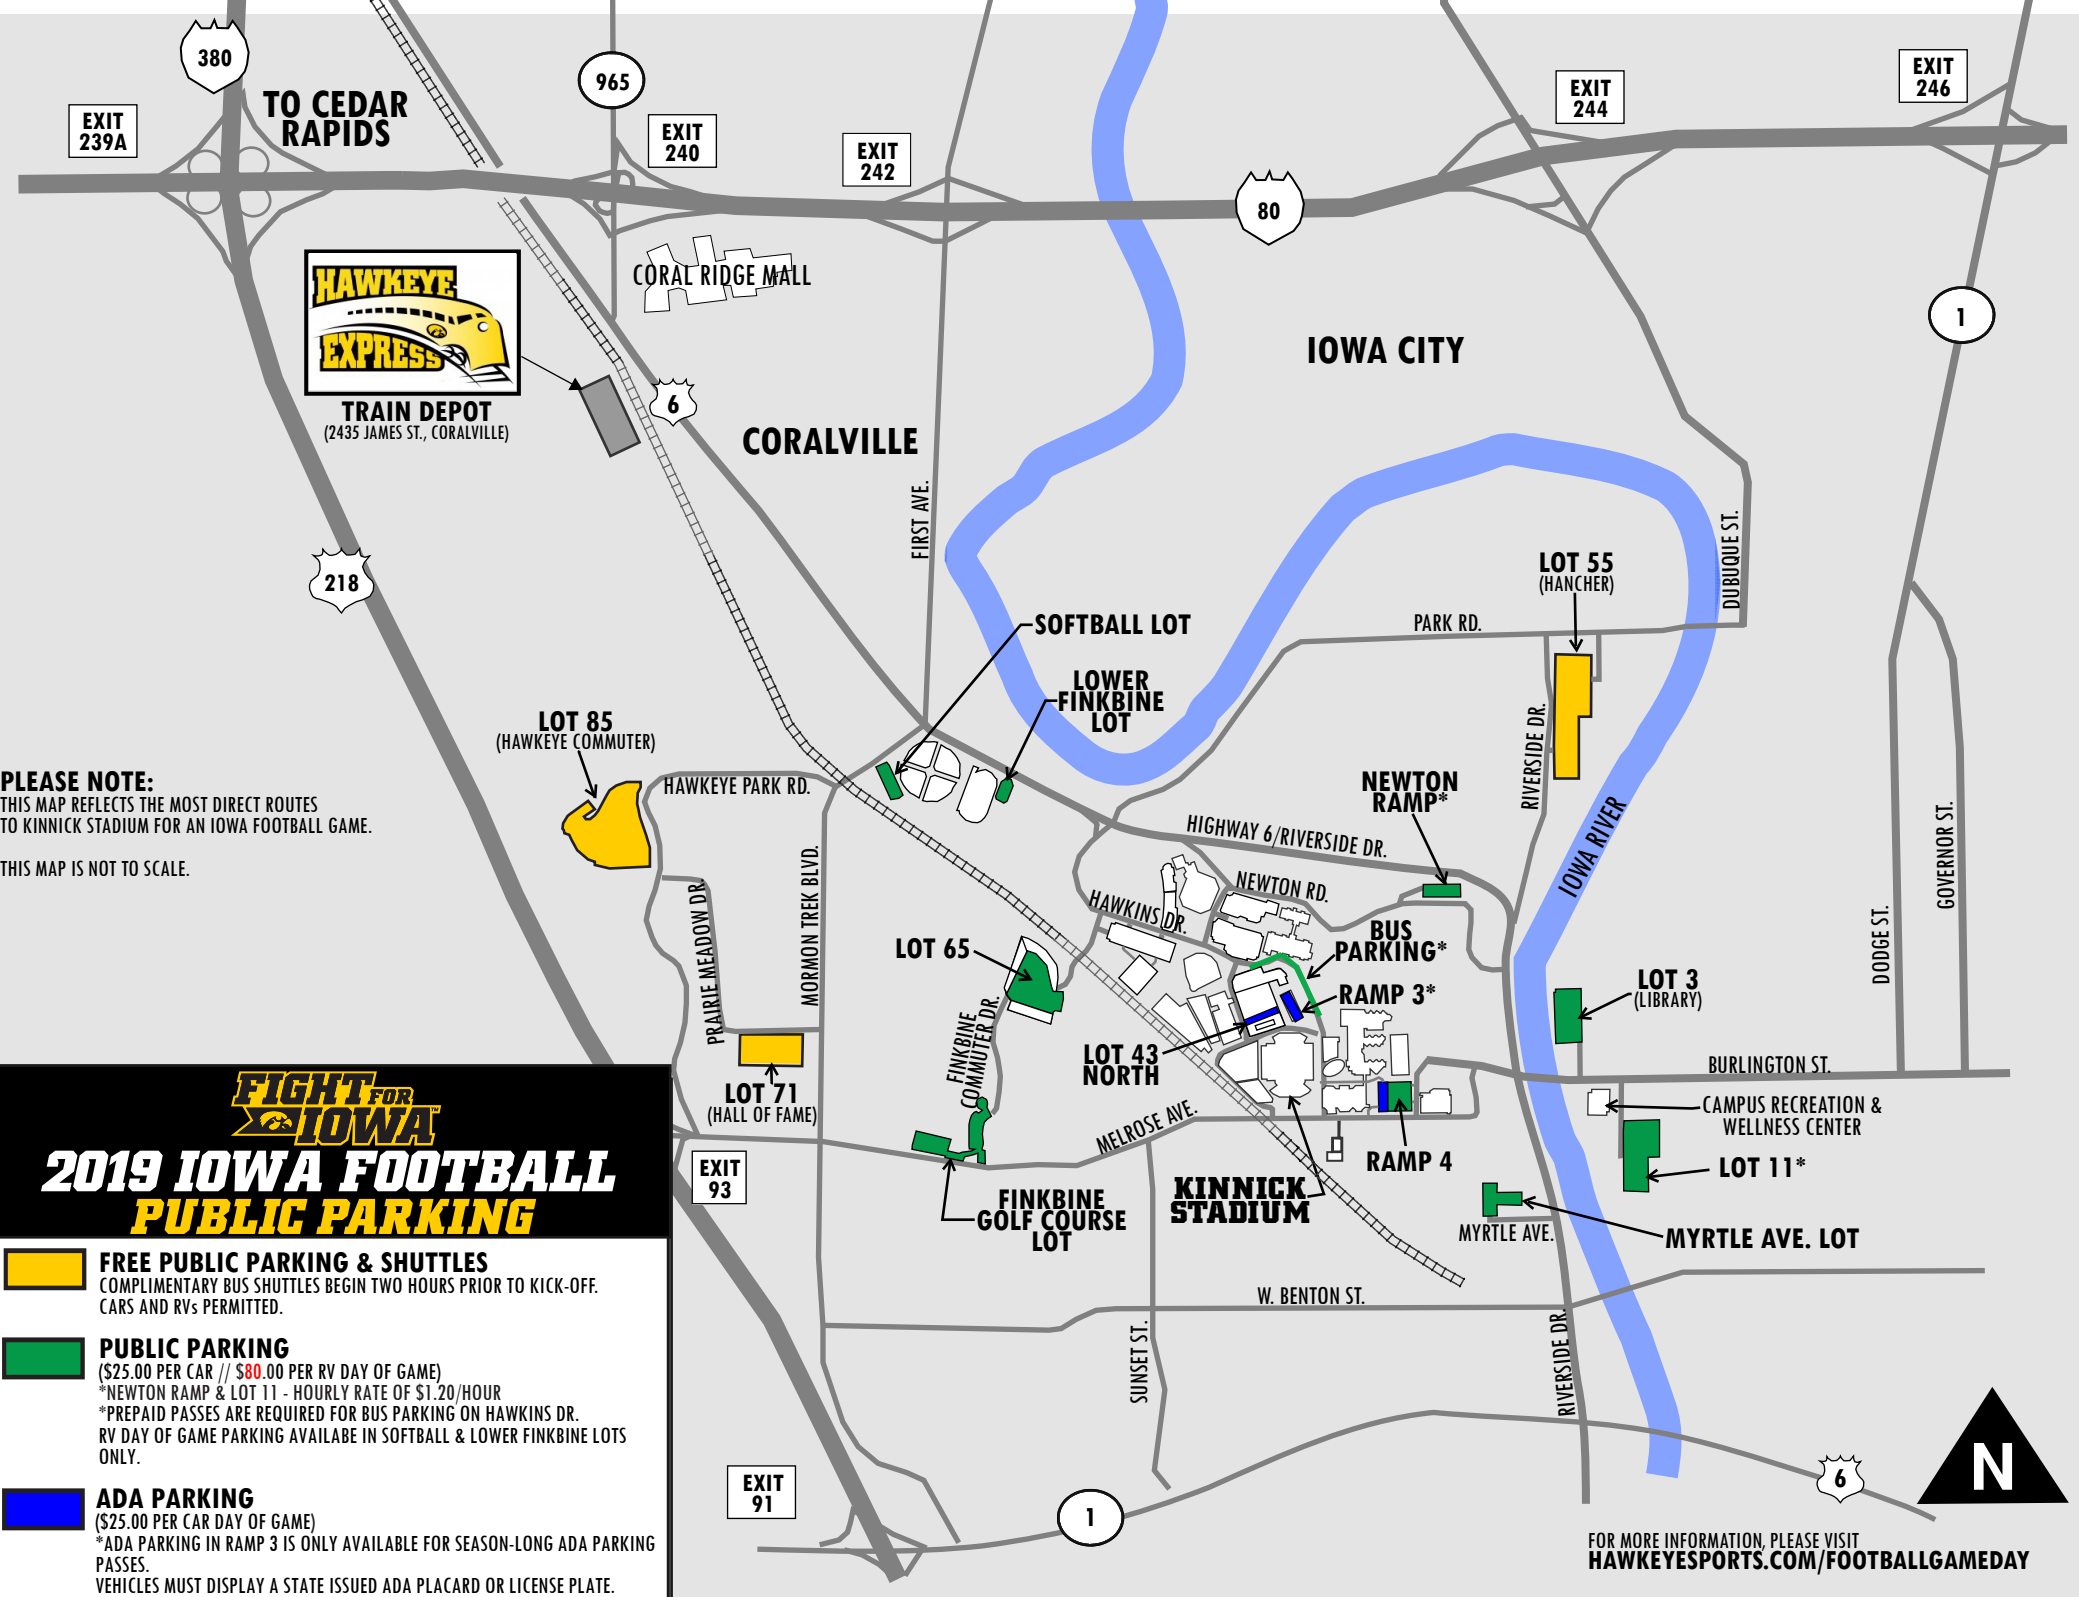 380
TO CEDAR
RAPIDS
965
EXIT
239A
EXIT
240
EXIT
242
EXIT
244
EXIT
246
80
HAWKEYE
EXPRESS
TRAIN DEPOT
(2435 JAMES ST., CORALVILLE)
CORAL RIDGE MALL
1
IOWA CITY
6
CORALVILLE
FIRST AVE.
218
DUBUQUE ST.
LOT 55
(HANCHER)
PARK RD.
SOFTBALL LOT
LOWER
FINKBINE
LOT
LOT 85
(HAWKEYE COMMUTER)
HAWKEYE PARK RD.
RIVERSIDE DR.
NEWTON
RAMP*
IOWA RIVER
HIGHWAY 6/RIVERSIDE DR.
GOVERNOR ST.
PLEASE NOTE:
THIS MAP REFLECTS THE MOST DIRECT ROUTES
TO KINNICK STADIUM FOR AN IOWA FOOTBALL GAME.
THIS MAP IS NOT TO SCALE.
PRAIRIE MEADOW DR.
MORMON TREK BLVD.
NEWTON RD.
HAWKINS DR.
BUS
PARKING*
DODGE ST.
LOT 65
RAMP 3*
LOT 3
(LIBRARY)
FINKBINE
COMMUTER DR.
LOT 43
NORTH
BURLINGTON ST.
LOT 71
(HALL OF FAME)
CAMPUS RECREATION &
WELLNESS CENTER
MELROSE AVE.
EXIT
93
RAMP 4
LOT 11*
FINKBINE
GOLF COURSE
LOT
KINNICK
STADIUM
MYRTLE AVE.
MYRTLE AVE. LOT
W. BENTON ST.
SUNSET ST.
RIVERSIDE DR.
EXIT
91
1
6
N
FIGHT FOR
IOWA
2019 IOWA FOOTBALL
PUBLIC PARKING
FREE PUBLIC PARKING & SHUTTLES
COMPLIMENTARY BUS SHUTTLES BEGIN TWO HOURS PRIOR TO KICK-OFF.
CARS AND RVs PERMITTED.
PUBLIC PARKING
($25.00 PER CAR // $80.00 PER RV DAY OF GAME)
*NEWTON RAMP & LOT 11 - HOURLY RATE OF $1.20/HOUR
*PREPAID PASSES ARE REQUIRED FOR BUS PARKING ON HAWKINS DR.
RV DAY OF GAME PARKING AVAILABE IN SOFTBALL & LOWER FINKBINE LOTS
ONLY.
ADA PARKING
($25.00 PER CAR DAY OF GAME)
*ADA PARKING IN RAMP 3 IS ONLY AVAILABLE FOR SEASON-LONG ADA PARKING
PASSES.
VEHICLES MUST DISPLAY A STATE ISSUED ADA PLACARD OR LICENSE PLATE.
FOR MORE INFORMATION, PLEASE VISIT
HAWKEYESPORTS.COM/FOOTBALLGAMEDAY